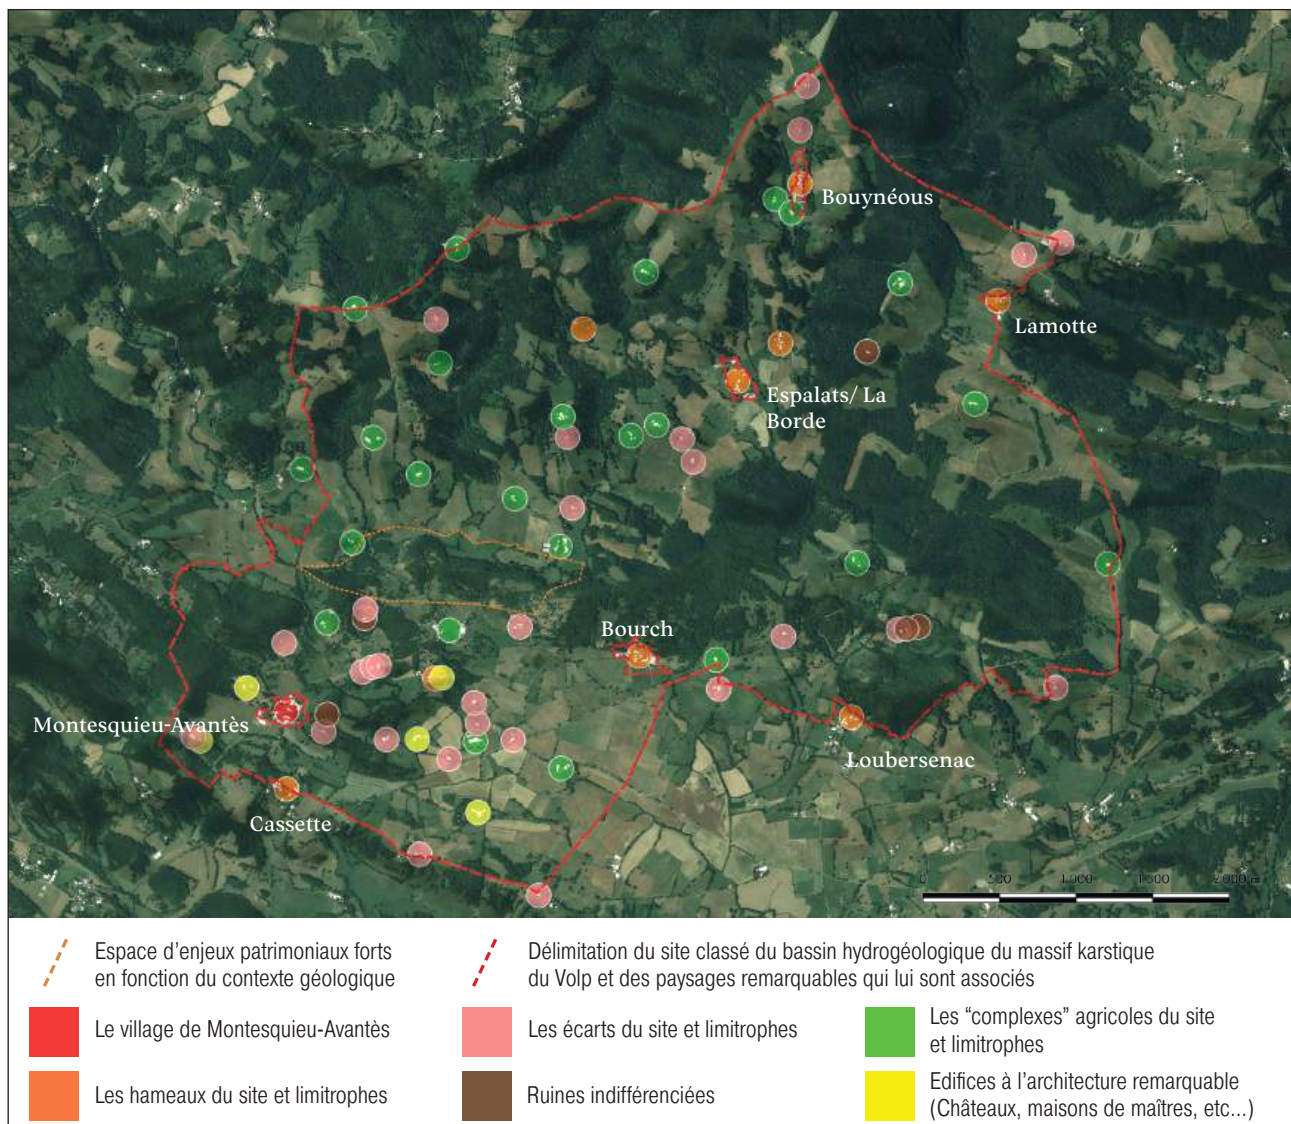 Bouynéous
Lamotte
Espalats/ La
Borde
Bourch
Montesquieu-Avantès
Loubersenac
Cassette
0 500 1 000 1 500 2 000 m
Espace d'enjeux patrimoniaux forts
en fonction du contexte géologique
Délimitation du site classé du bassin hydrogéologique du massif karstique
du Volp et des paysages remarquables qui lui sont associés
Le village de Montesquieu-Avantès
Les écarts du site et limitrophes
Les "complexes" agricoles du site
et limitrophes
Les hameaux du site et limitrophes
Ruines indifférenciées
Edifices à l'architecture remarquable
(Châteaux, maisons de maîtres, etc...)